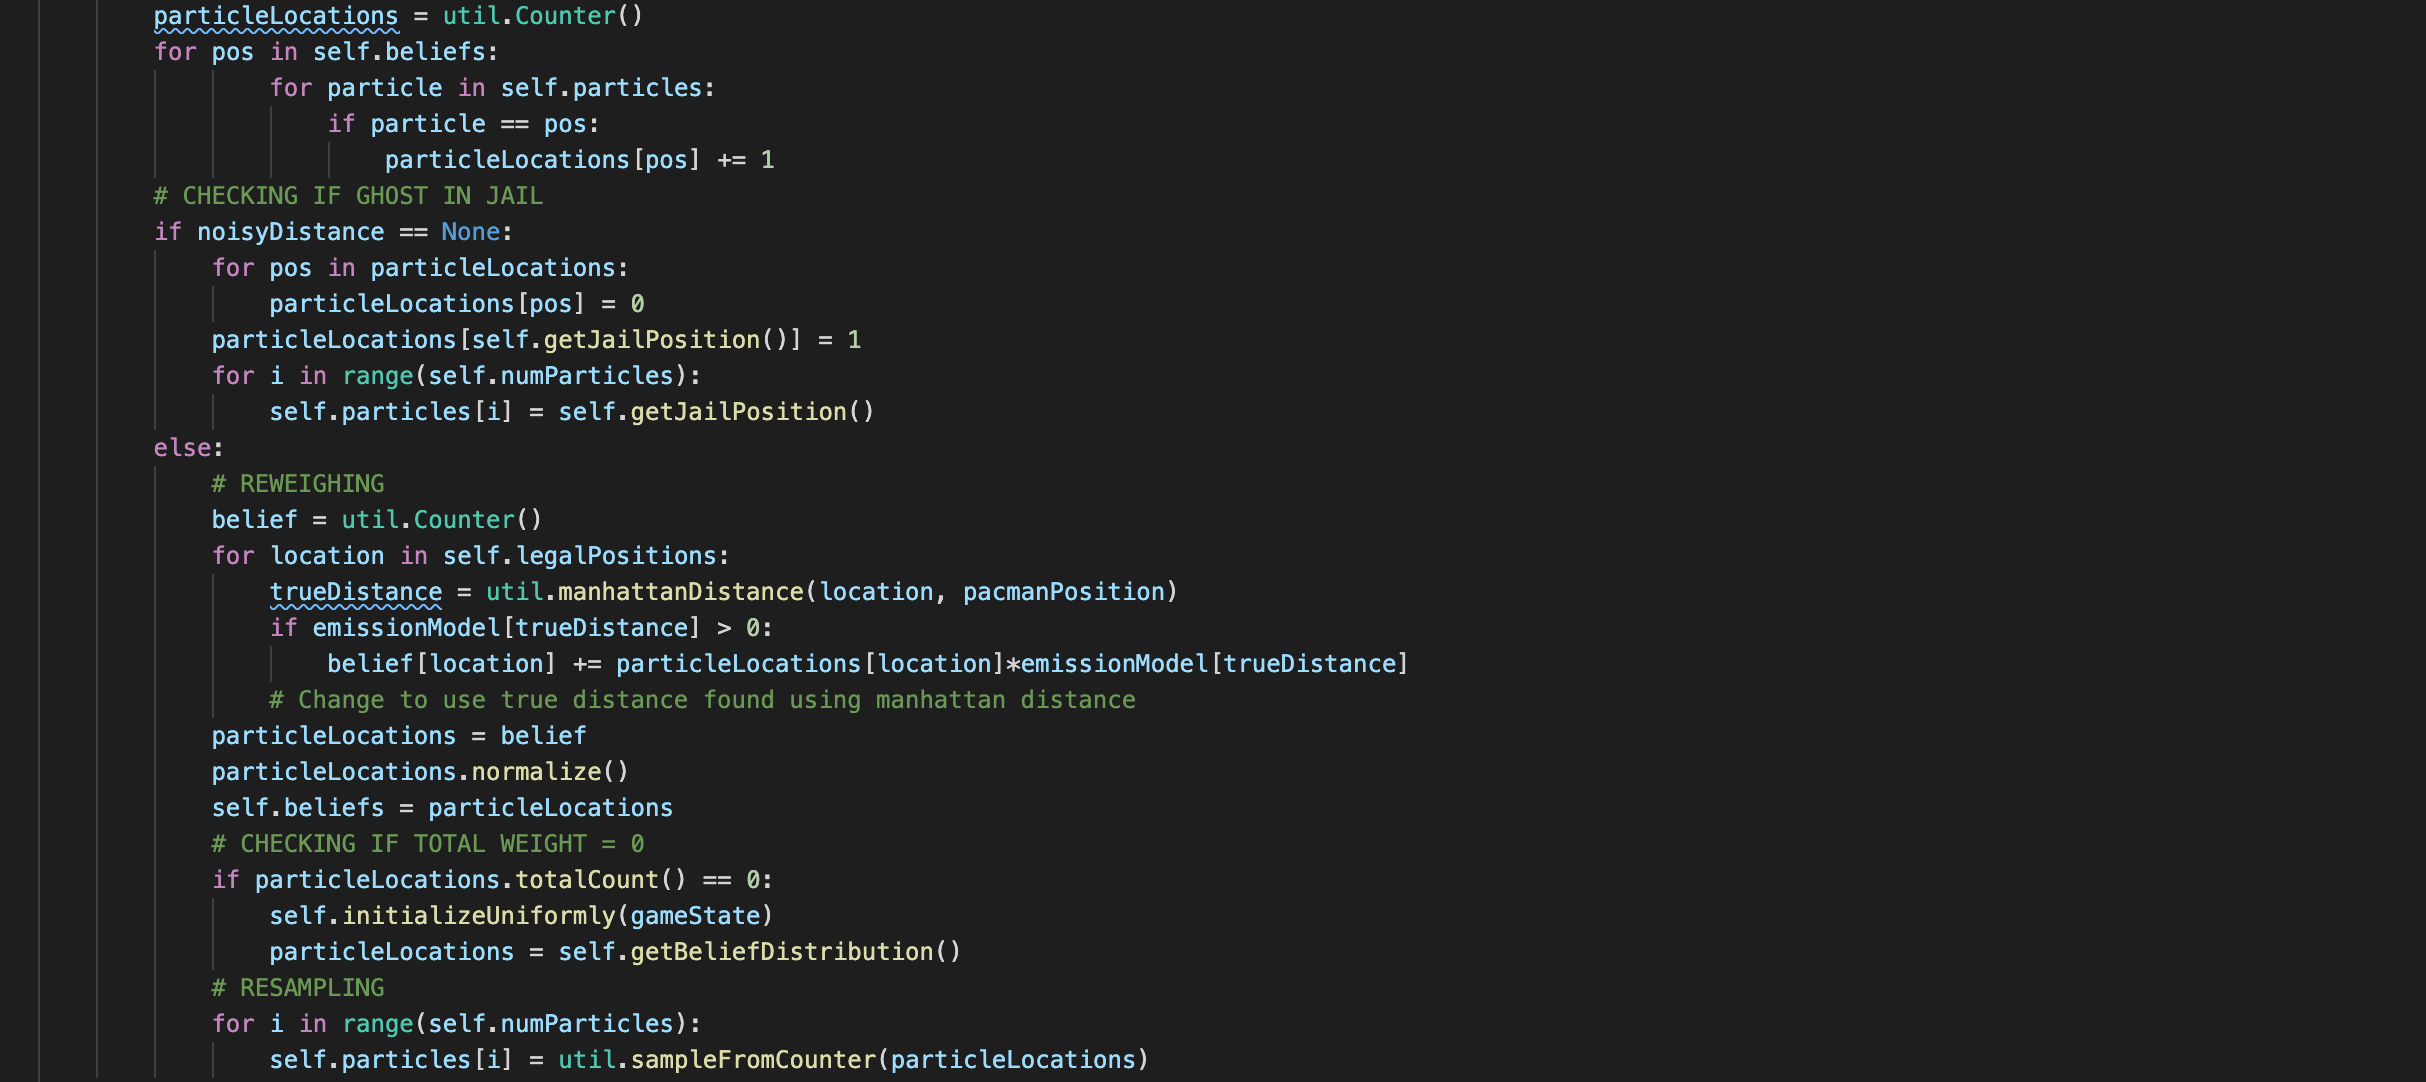 particleLocations = util.Counter()
for pos in self.beliefs:
for particle in self.particles:
if particle == pos:
particleLocations[pos] += 1
# CHECKING IF GHOST IN JAIL
if noisyDistance == None:
for pos in particleLocations:
particleLocations[pos] = 0
particleLocations[self.getJailPosition()] = 1
for i in range(self.numParticles):
self.particles[i] = self.getJailPosition()
else:
# REWEIGHING
belief = util.Counter()
for location in self.legalPositions:
trueDistance = util.manhattanDistance(location, pacmanPosition)
if emissionModel[trueDistance] > 0:
belief[location] += particleLocations[location]*emissionModel[trueDistance]
# Change to use true distance found using manhattan distance
particleLocations = belief
particleLocations.normalize()
self.beliefs = particleLocations
# CHECKING IF TOTAL WEIGHT = 0
if particleLocations.totalCount() == 0:
self.initializeUniformly(gameState)
particleLocations = self.getBeliefDistribution()
# RESAMPLING
for i in range(self.numParticles):
self.particles[i] = util.sampleFromCounter(particleLocations)